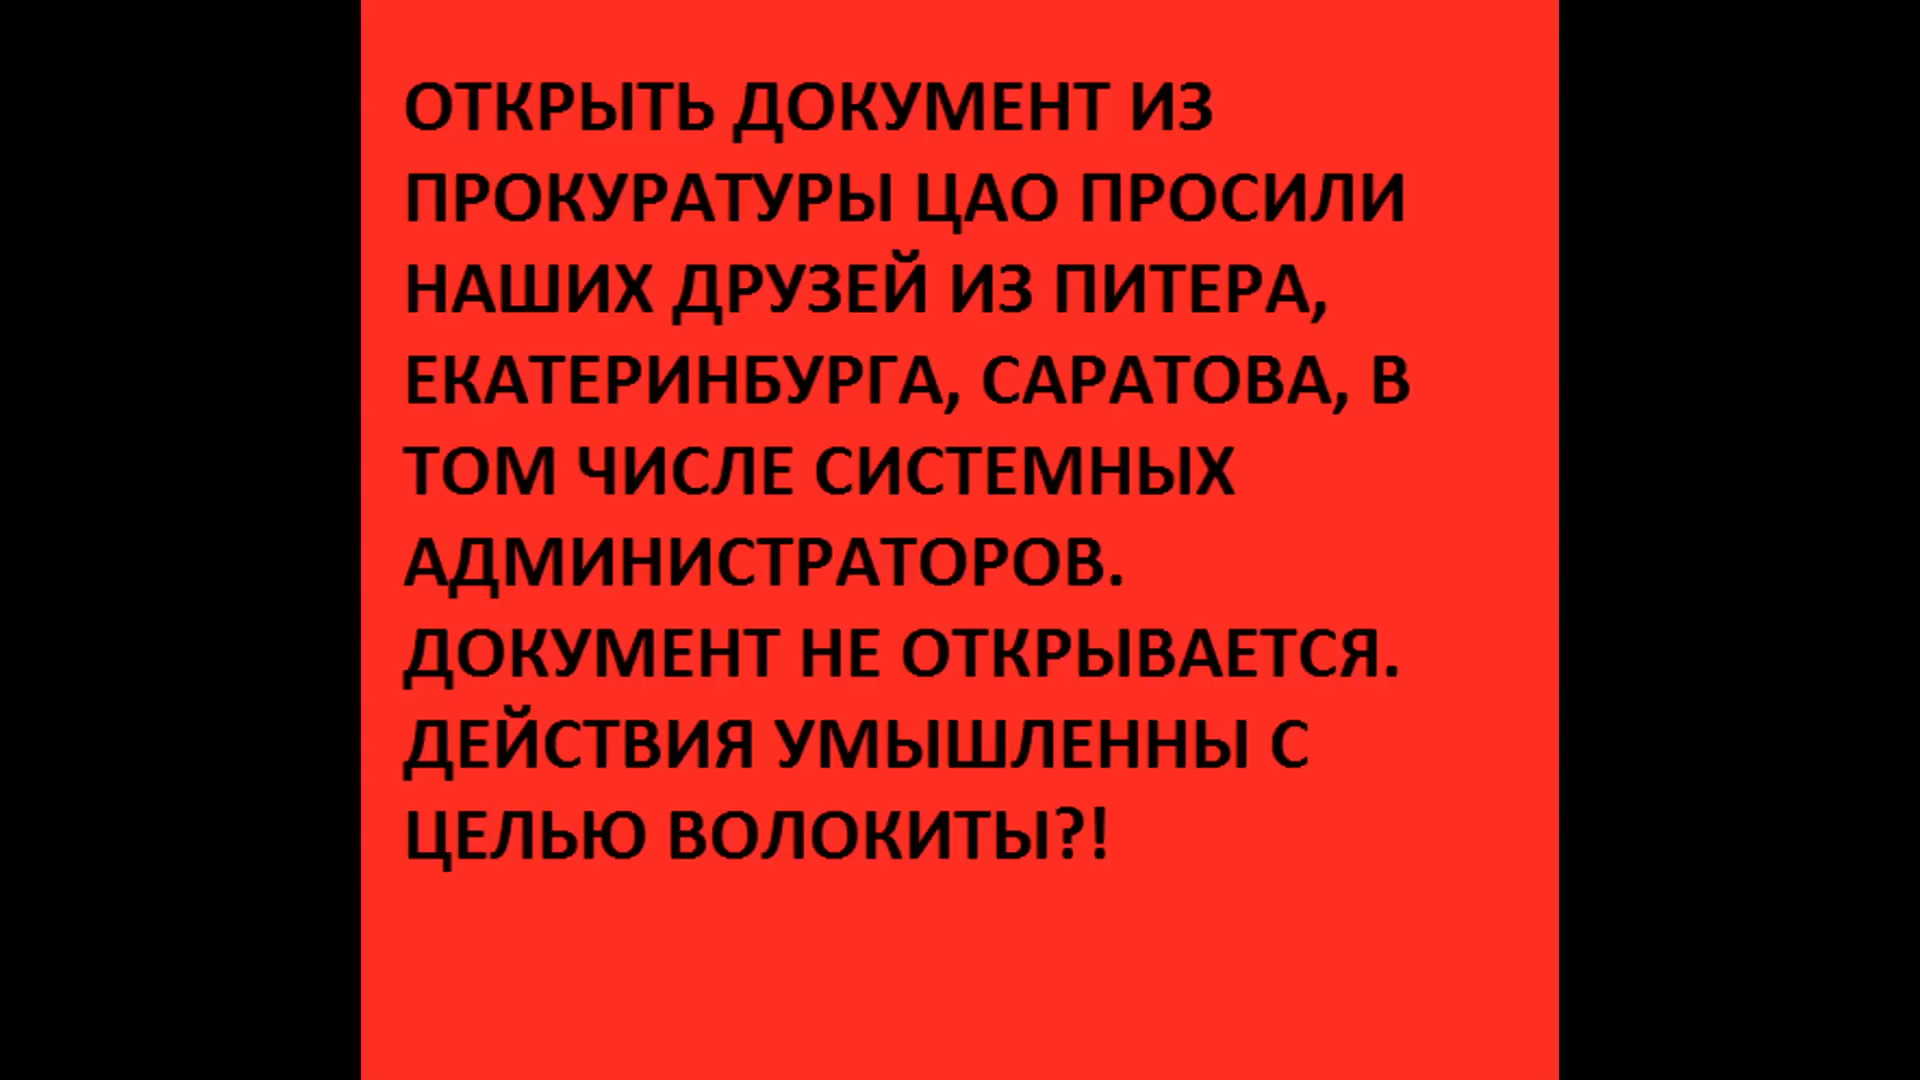 ОТКРЫТЬ ДОКУМЕНТ ИЗ
ПРОКУРАТУРЫ ЦАО ПРОСИЛИ
НАШИХ ДРУЗЕЙ ИЗ ПИТЕРА,
ЕКАТЕРИНБУРГА, САРАТОВА, В
ТОМ ЧИСЛЕ СИСТЕМНЫХ
АДМИНИСТРАТОРОВ.
ДОКУМЕНТ НЕ ОТКРЫВАЕТСЯ.
ДЕЙСТВИЯ УМЫШЛЕННЫ С
ЦЕЛЬЮ ВОЛОКИТЫ?!